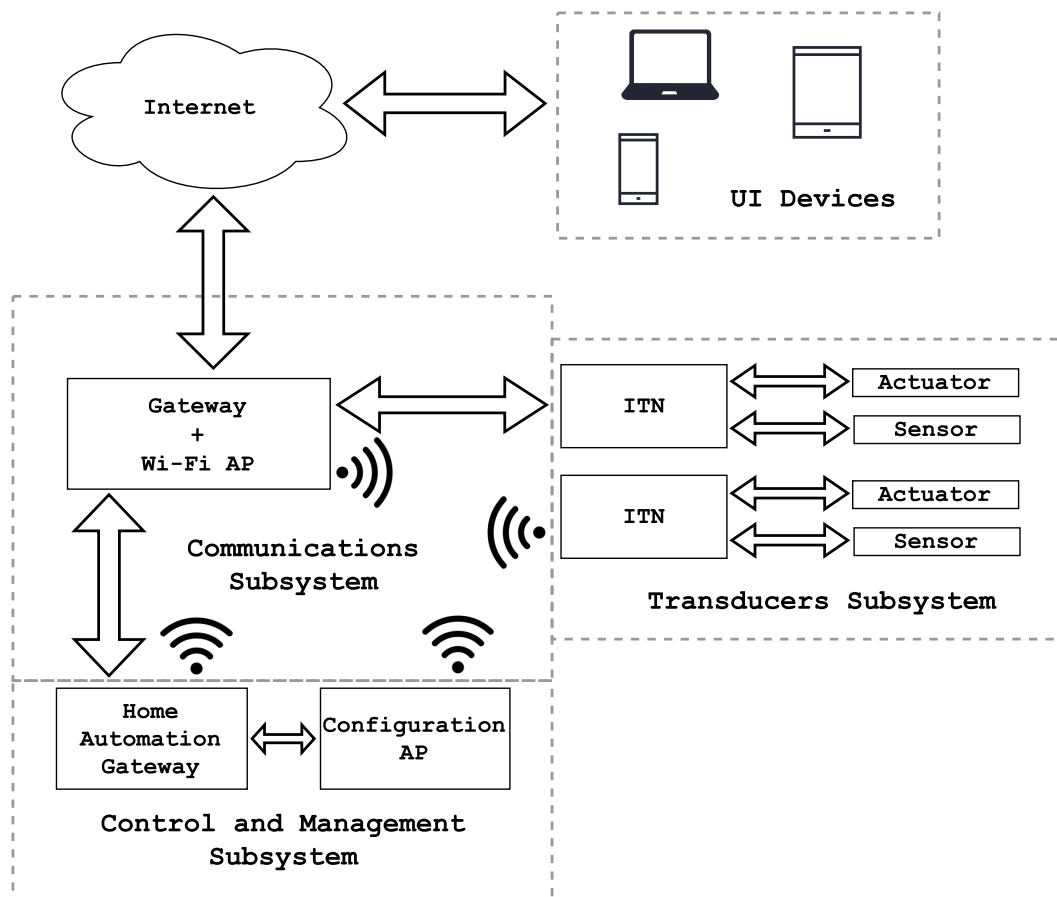 Internet
UI Devices
Gateway
+
Wi-Fi AP
ITN
Actuator
Sensor
ITN
Actuator
Sensor
Communications
Subsystem
Transducers Subsystem
Home
Automation
Gateway
Configuration
AP
Control and Management
Subsystem